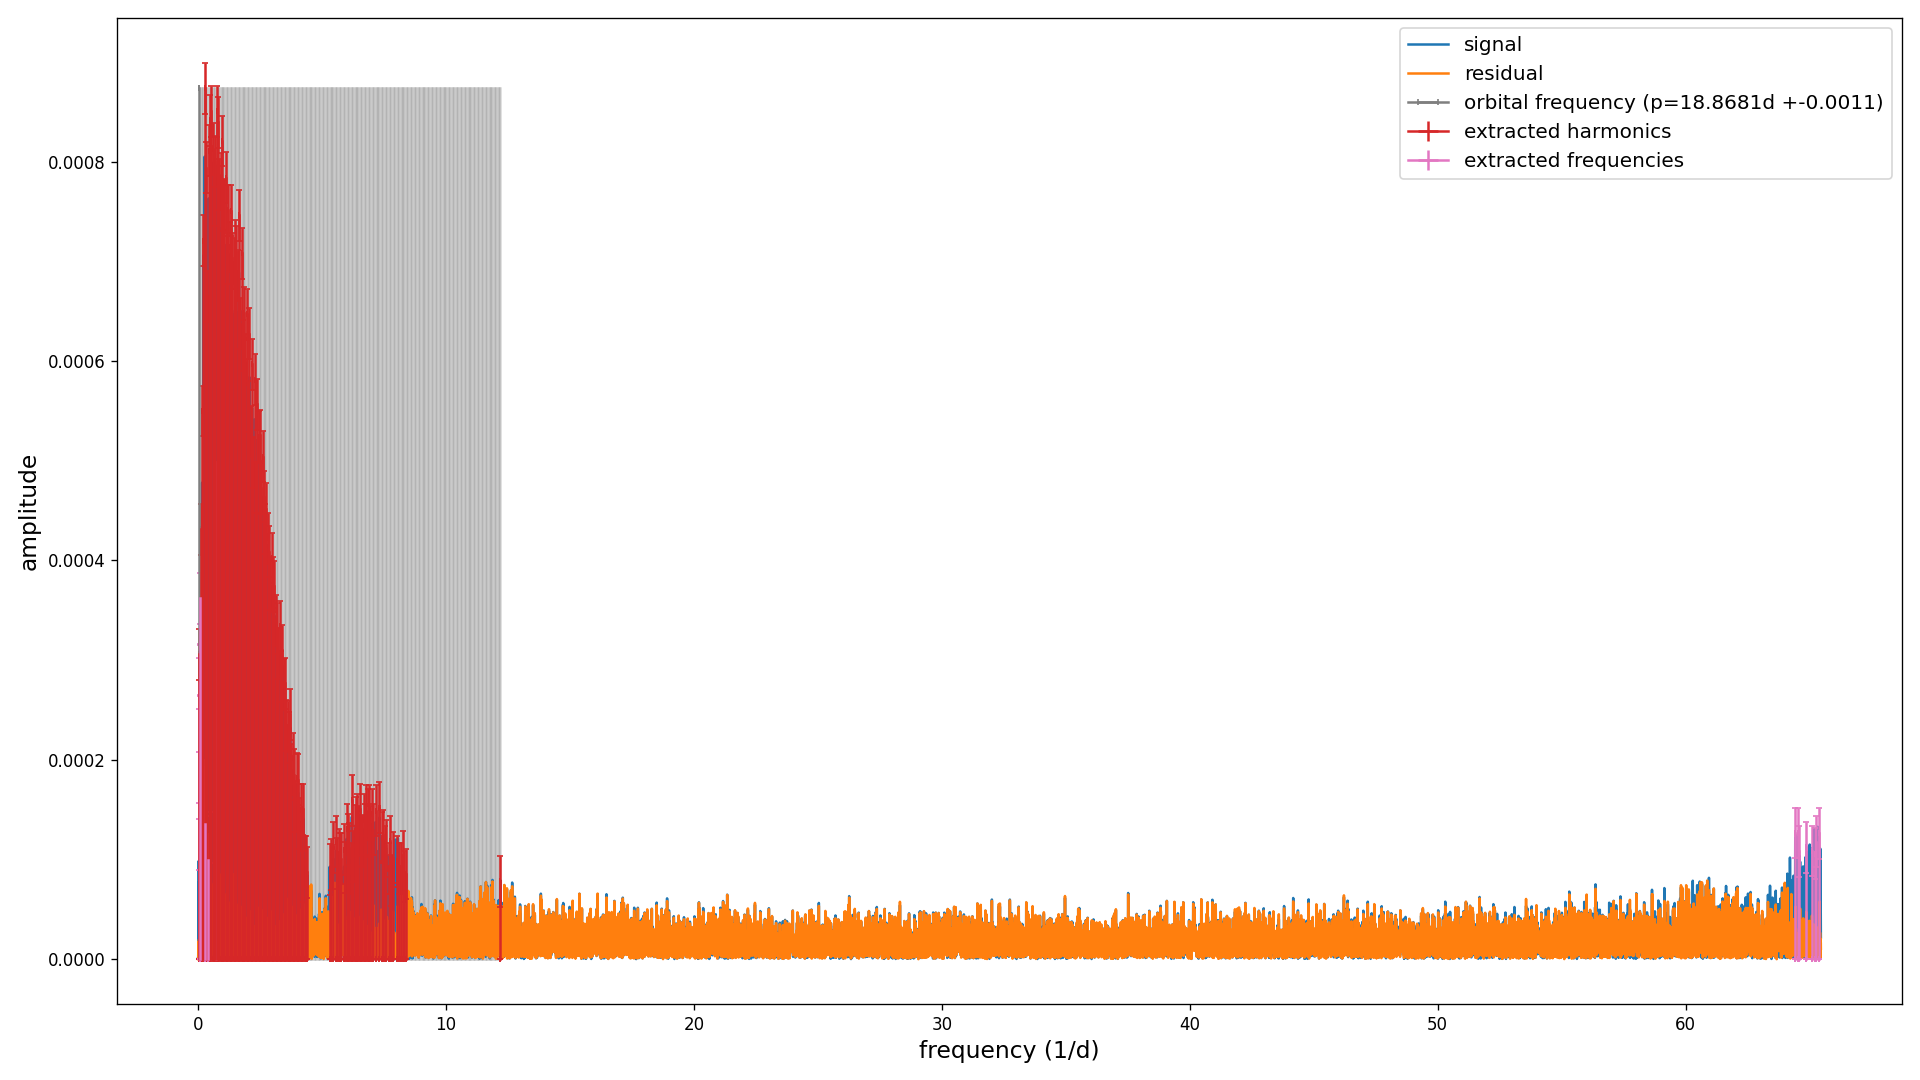 signal
residual
orbital frequency (p=18.8681d +-0.0011)
extracted harmonics
extracted frequencies
amplitude
0.0008
0.0006
0.0004
0.0002
0.0000
0 10 20 30 40 50 60
frequency (1/d)